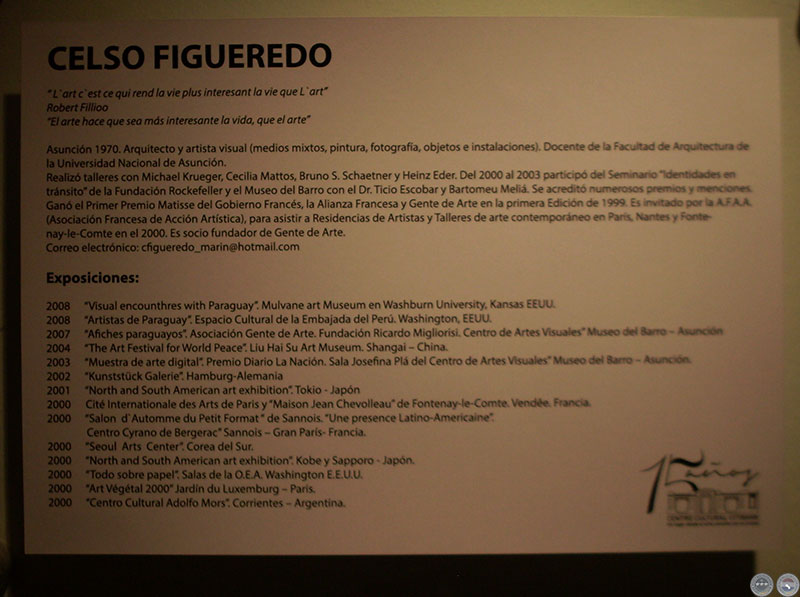 CELSO FIGUEREDO
“ L`art c`est ce qui rend la vie plus interesant la vie que L`art”
Robert Fillioo
“El arte hace que sea más interesante la vida, que el arte”
Asunción 1970. Arquitecto y artista visual (medios mixtos, pintura, fotografía, objetos e instalaciones). Docente de la Facultad de Arquitectura de
la Universidad Nacional de Asunción.
Realizó talleres con Michael Krueger, Cecilia Mattos, Bruno S. Schaetner y Heinz Eder. Del 2000 al 2003 participó del Seminario “Identidades en
tránsito” de la Fundación Rockefeller y el Museo del Barro con el Dr. Ticio Escobar y Bartomeu Meliá. Se acreditó numerosos premios y menciones.
Ganó el Primer Premio Matisse del Gobierno Francés, la Alianza Francesa y Gente de Arte en la primera Edición de 1999. Es invitado por la A.F.A.A.
(Asociación Francesa de Acción Artística), para asistir a Residencias de Artistas y Talleres de arte contemporáneo en Paris, Nantes y Fonte-
nay-le-Comte en el 2000. Es socio fundador de Gente de Arte.
Correo electrónico: cfigueredo_marin@hotmail.com
Exposiciones:
2008 “Visual encounthres with Paraguay”. Mulvane art Museum en Washburn University, Kansas EEUU.
2008 “Artistas de Paraguay”. Espacio Cultural de la Embajada del Perú. Washington, EEUU.
2007 “Afiches paraguayos”. Asociación Gente de Arte. Fundación Ricardo Migliorisi. Centro de Artes Visuales” Museo del Barro – Asunción
2004 “The Art Festival for World Peace”. Liu Hai Su Art Museum. Shangai – China.
2003 “Muestra de arte digital”. Premio Diario La Nación. Sala Josefina Plá del Centro de Artes Visuales” Museo del Barro – Asunción.
2002 “Kunststück Galerie”. Hamburg-Alemania
2001 “North and South American art exhibition”. Tokio - Japón
2000 Cité Internationale des Arts de Paris y “Maison Jean Chevolleau” de Fontenay-le-Comte. Vendée. Francia.
2000 “Salon d`Automme du Petit Format “ de Sannois. “Une presence Latino-Americaine”.
Centro Cyrano de Bergerac” Sannois – Gran Paris- Francia.
2000 “Seoul Arts Center”. Corea del Sur.
2000 “North and South American art exhibition”. Kobe y Sapporo - Japón.
2000 “Todo sobre papel”. Salas de la O.E.A. Washington E.E.U.U.
2000 “Art Végétal 2000” Jardin du Luxemburg – Paris.
2000 “Centro Cultural Adolfo Mors”. Corrientes – Argentina.
15 años
CENTRO CULTURAL CITIBANK